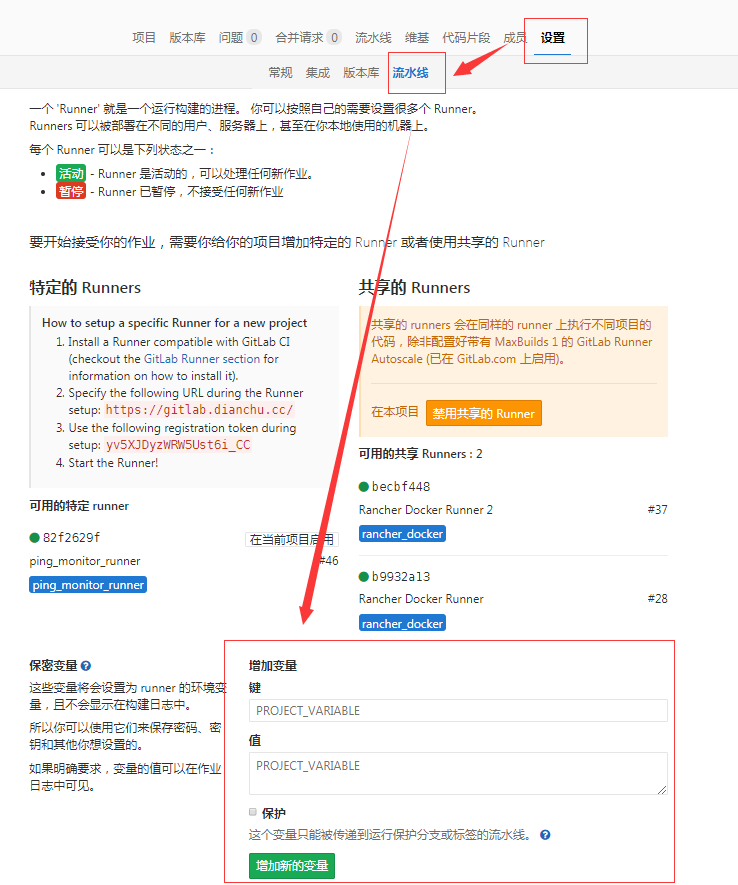 项目 版本库 问题 0 合并请求 0 流水线 维基 代码片段 成员 设置
常规 集成 版本库 流水线
一个 'Runner' 就是一个运行构建的进程。 你可以按照自己的需要设置很多个 Runner。
Runners 可以被部署在不同的用户、服务器上，甚至在你本地使用的机器上。
每个 Runner 可以是下列状态之一：
• 活动 - Runner 是活动的，可以处理任何新作业。
• 暂停 - Runner 已暂停，不接受任何新作业
要开始接受你的作业，需要你给你的项目增加特定的 Runner 或者使用共享的 Runner
特定的 Runners
How to setup a specific Runner for a new project
1. Install a Runner compatible with GitLab CI
(checkout the GitLab Runner section for
information on how to install it).
2. Specify the following URL during the Runner
setup: https://gitlab.dianchu.cc/
3. Use the following registration token during
setup: yv5XJDyzWRW5Ust6i_CC
4. Start the Runner!
可用的特定 runner
82f2629f 在当前项目启用
ping_monitor_runner #46
ping_monitor_runner
共享的 Runners
共享的 runners 会在同样的 runner 上执行不同项目的
代码，除非配置好带有 MaxBuilds 1 的 GitLab Runner
Autoscale (已在 GitLab.com 上启用)。
在本项目 禁用共享的 Runner
可用的共享 Runners : 2
becbf448
Rancher Docker Runner 2 #37
rancher_docker
b9932a13
Rancher Docker Runner #28
rancher_docker
保密变量
这些变量将会设置为 runner 的环境变
量，且不会显示在构建日志中。
所以你可以使用它们来保存密码、密
钥和其他你想设置的。
如果明确要求，变量的值可以在作业
日志中可见。
增加变量
键
PROJECT_VARIABLE
值
PROJECT_VARIABLE
保护
这个变量只能被传递到运行保护分支或标签的流水线。
增加新的变量